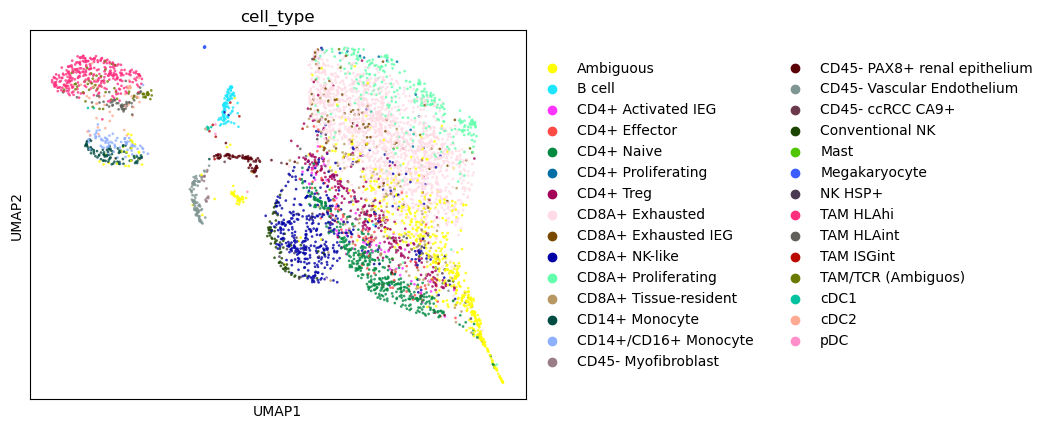 cell_type
UMAP2
UMAP1
Ambiguous
B cell
CD4+ Activated IEG
CD4+ Effector
CD4+ Naive
CD4+ Proliferating
CD4+ Treg
CD8A+ Exhausted
CD8A+ Exhausted IEG
CD8A+ NK-like
CD8A+ Proliferating
CD8A+ Tissue-resident
CD14+ Monocyte
CD14+/CD16+ Monocyte
CD45- Myofibroblast
CD45- PAX8+ renal epithelium
CD45- Vascular Endothelium
CD45- ccRCC CA9+
Conventional NK
Mast
Megakaryocyte
NK HSP+
TAM HLAhi
TAM HLAint
TAM ISGint
TAM/TCR (Ambiguos)
cDC1
cDC2
pDC